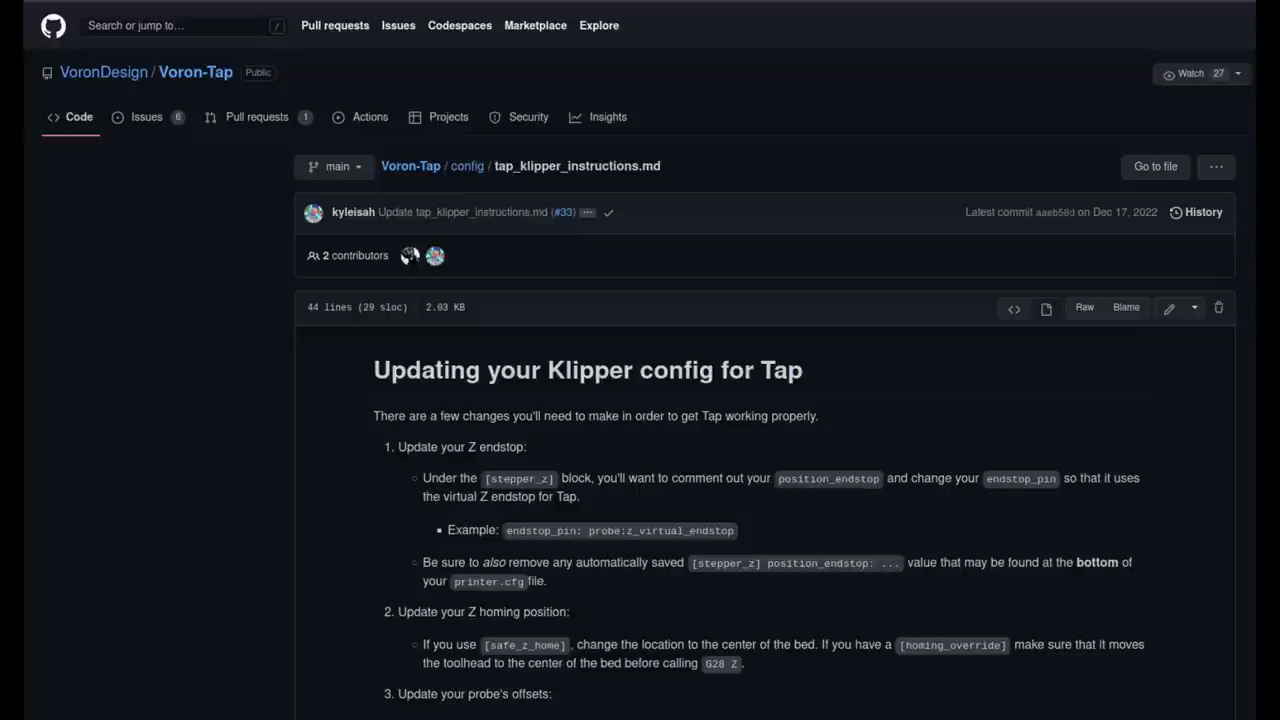 Search or jump to… /
Pull requests Issues Codespaces Marketplace Explore
VoronDesign / Voron-Tap Public
Watch 27
Code Issues 6 Pull requests 1 Actions Projects Security Insights
main Voron-Tap / config / tap_klipper_instructions.md Go to file ...
kyleisah Update tap_klipper_instructions.md (#33) ... Latest commit aaeb58d on Dec 17, 2022 History
2 contributors
44 lines (29 sloc) 2.03 KB Raw Blame
Updating your Klipper config for Tap
There are a few changes you'll need to make in order to get Tap working properly.
1. Update your Z endstop:
Under the [stepper_z] block, you'll want to comment out your position_endstop and change your endstop_pin so that it uses
the virtual Z endstop for Tap.
Example: endstop_pin: probe:z_virtual_endstop
Be sure to also remove any automatically saved [stepper_z] position_endstop: ... value that may be found at the bottom of
your printer.cfg file.
2. Update your Z homing position:
If you use [safe_z_home], change the location to the center of the bed. If you have a [homing_override] make sure that it moves
the toolhead to the center of the bed before calling G28 Z.
3. Update your probe's offsets: